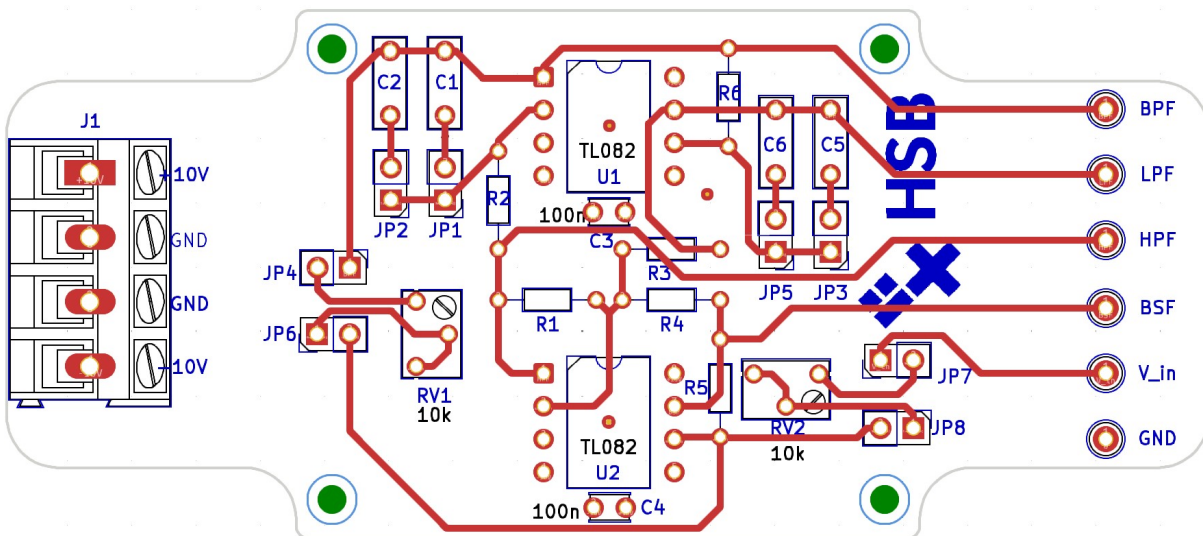 J1
+10V
GND
GND
-10V
C2
C1
JP2
JP1
R2
TL082
U1
100n
C3
R6
C6
C5
HSB
JP5
JP3
R3
JP4
JP6
RV1
10k
R1
R4
R5
TL082
U2
100n
C4
RV2
10k
JP7
JP8
BPF
LPF
HPF
BSF
V_in
GND